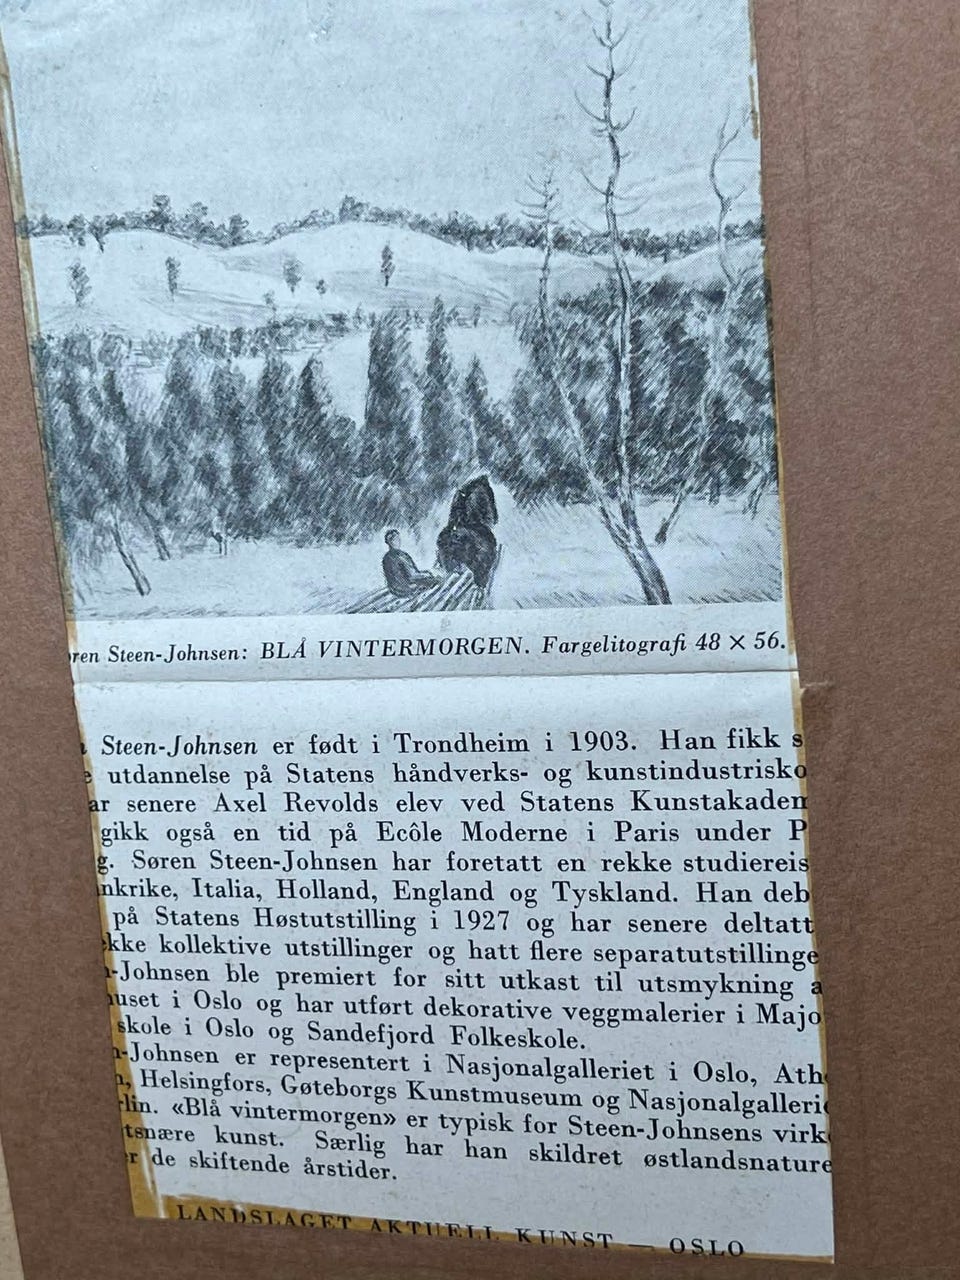 ren Steen-Johnsen: BLÅ VINTERMORGEN. Fargelitografi 48 × 56.
Steen-Johnsen er født i Trondheim i 1903. Han fikk s
e utdannelse på Statens håndverks- og kunstindustrisko
ar senere Axel Revolds elev ved Statens Kunstakadem
gikk også en tid på Ecôle Moderne i Paris under P
g. Søren Steen-Johnsen har foretatt en rekke studiereis
nkrike, Italia, Holland, England og Tyskland. Han deb
på Statens Høstutstilling i 1927 og har senere deltatt
kke kollektive utstillinger og hatt flere separatutstillinge
-Johnsen ble premiert for sitt utkast til utsmykning a
uset i Oslo og har utført dekorative veggmalerier i Majo
skole i Oslo og Sandefjord Folkeskole.
-Johnsen er representert i Nasjonalgalleriet i Oslo, Ath
, Helsingfors, Gøteborgs Kunstmuseum og Nasjonalgalleri
lin. «Blå vintermorgen» er typisk for Steen-Johnsens virk
tsnære kunst. Særlig har han skildret østlandsnature
r de skiftende årstider.
LANDSLAGET AKTUELL KUNST — OSLO